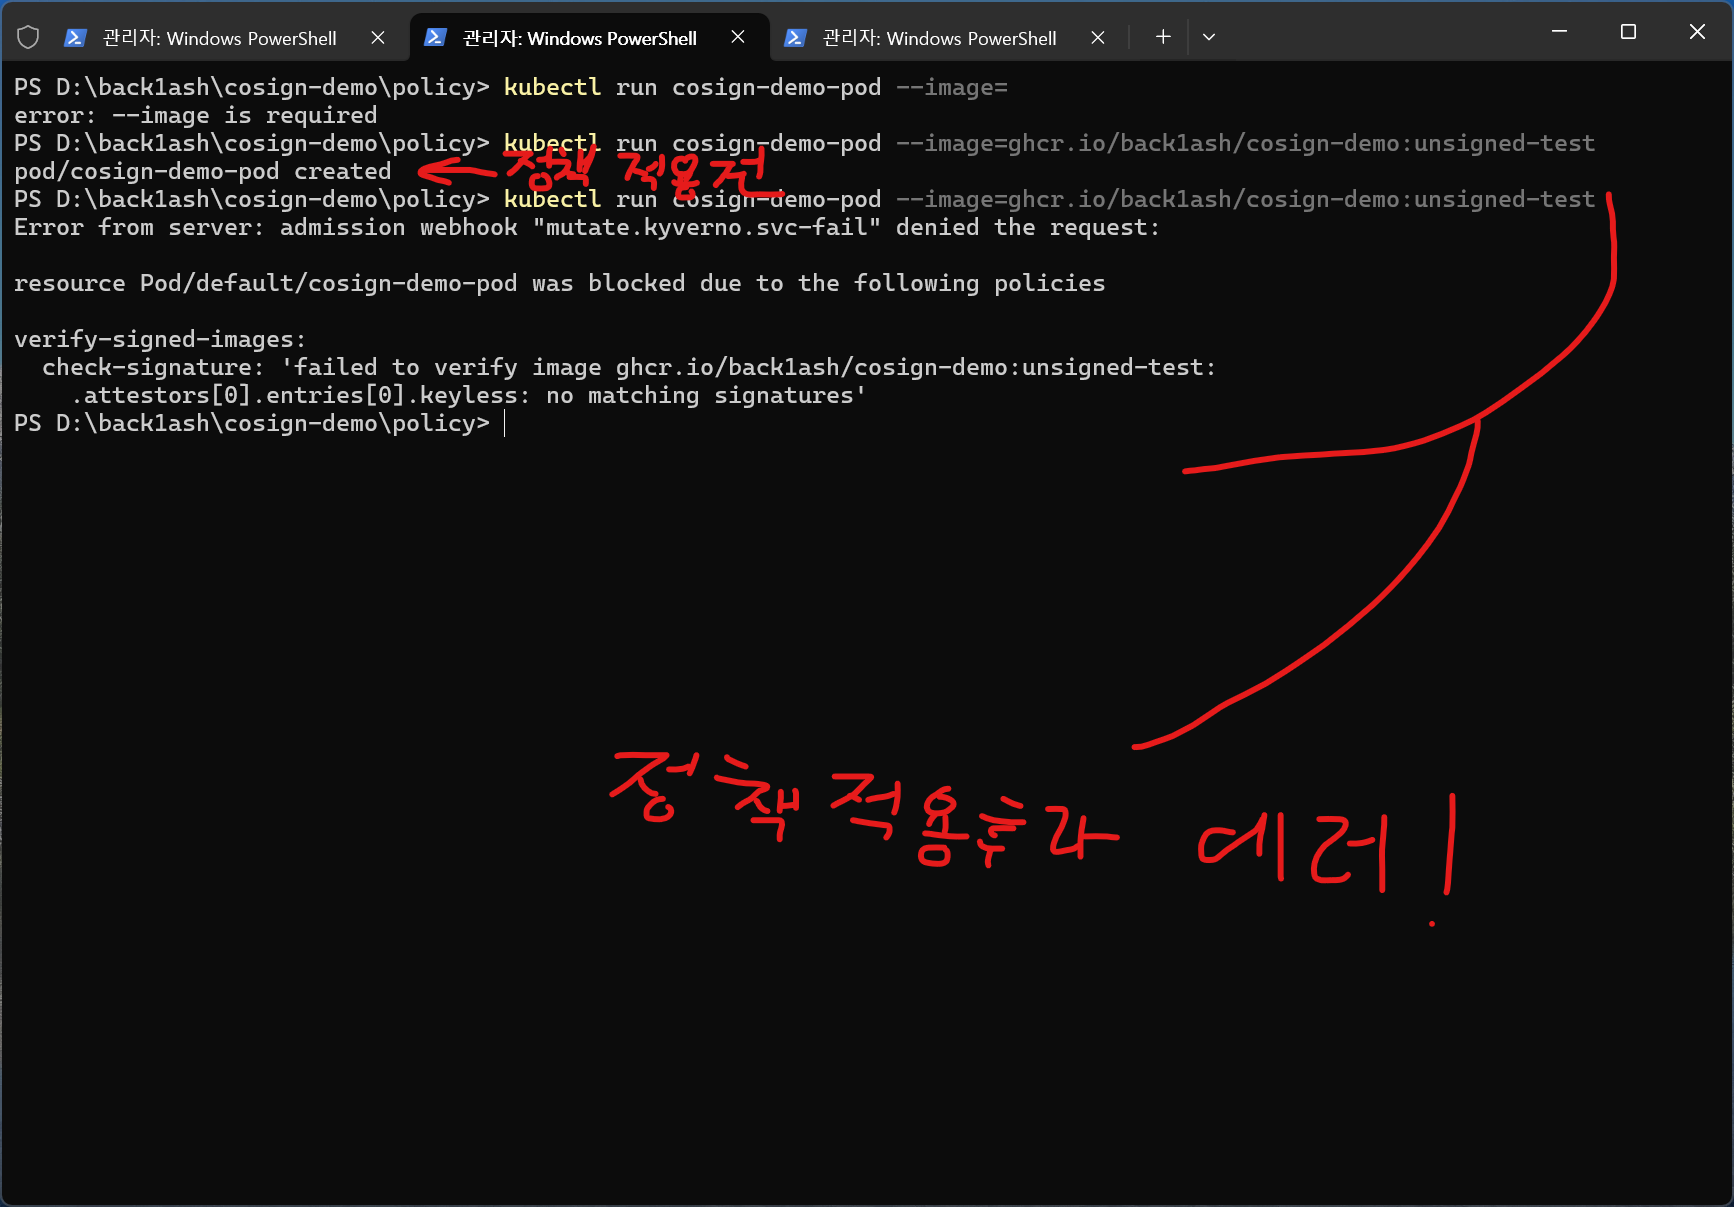 관리자: Windows PowerShell
관리자: Windows PowerShell
관리자: Windows PowerShell
PS D:\back1ash\cosign-demo\policy> kubectl run cosign-demo-pod --image=
error: --image is required
PS D:\back1ash\cosign-demo\policy> kubectl run cosign-demo-pod --image=ghcr.io/back1ash/cosign-demo:unsigned-test
pod/cosign-demo-pod created
정책 적용 전
PS D:\back1ash\cosign-demo\policy> kubectl run cosign-demo-pod --image=ghcr.io/back1ash/cosign-demo:unsigned-test
Error from server: admission webhook "mutate.kyverno.svc-fail" denied the request:
resource Pod/default/cosign-demo-pod was blocked due to the following policies
verify-signed-images:
check-signature: 'failed to verify image ghcr.io/back1ash/cosign-demo:unsigned-test:
.attestors[0].entries[0].keyless: no matching signatures'
PS D:\back1ash\cosign-demo\policy>
정책 적용후라 에러!